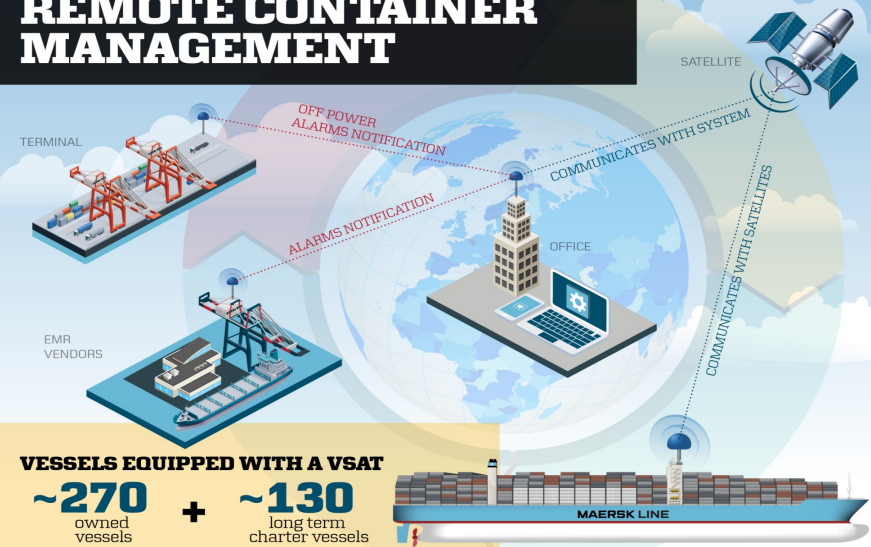 REMOTE CONTAINER
MANAGEMENT
SATELLITE
TERMINAL
OFF POWER
ALARMS NOTIFICATION
COMMUNICATES WITH SYSTEM
ALARMS NOTIFICATION
COMMUNICATES WITH SATELLITES
OFFICE
EMR
VENDORS
VESSELS EQUIPPED WITH A VSAT
~270
owned
vessels
+
~130
long term
charter vessels
MAERSK LINE